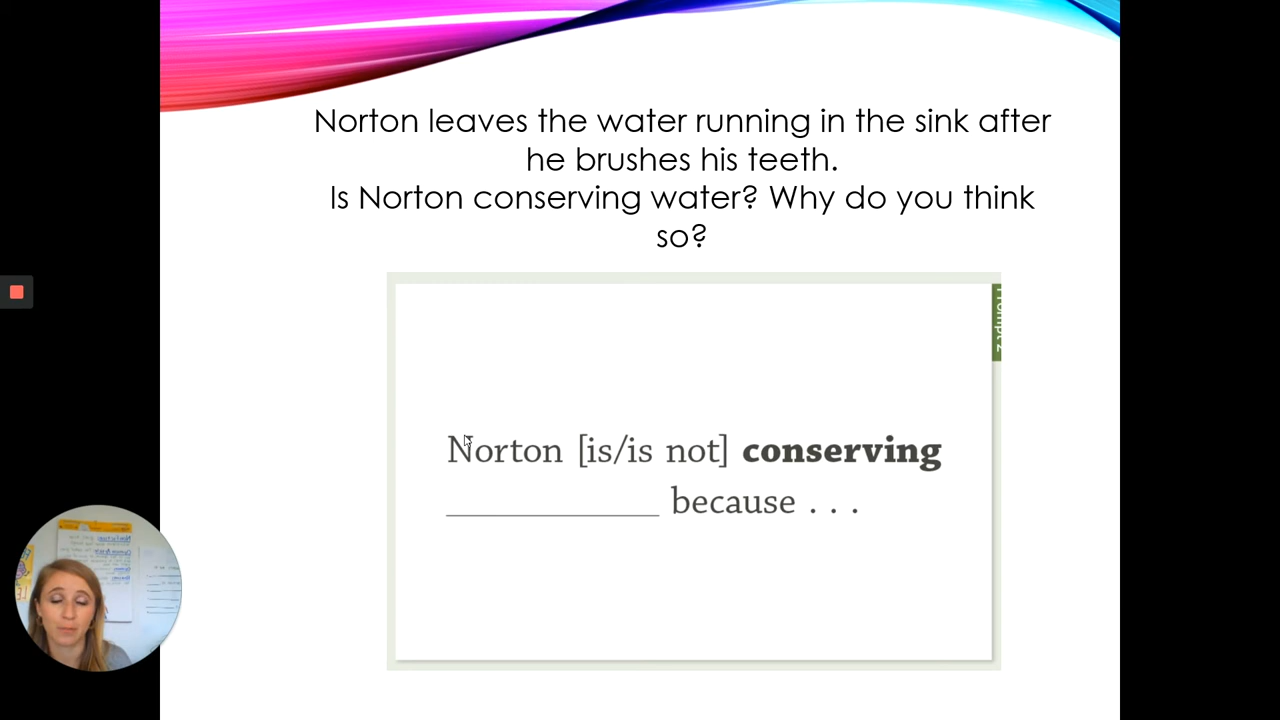 Norton leaves the water running in the sink after
he brushes his teeth.
Is Norton conserving water? Why do you think
so?
Norton [is/is not] conserving
____________ because . . .